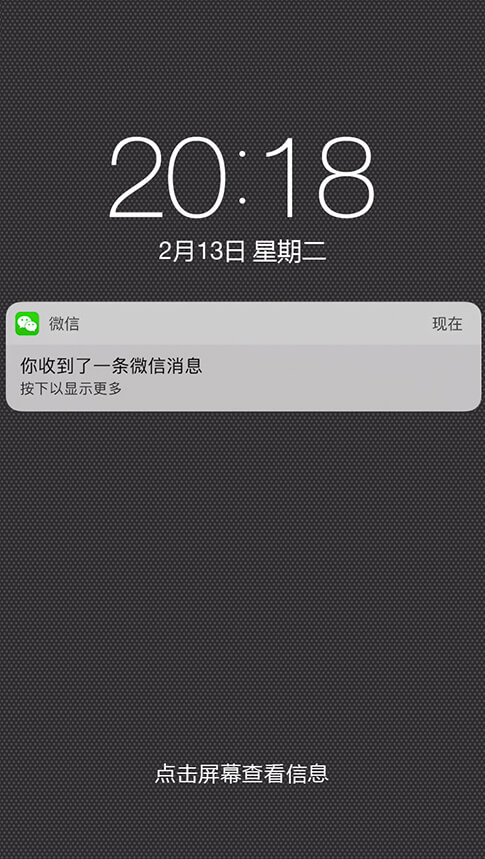 20:18
2月13日 星期二
微信 现在
你收到了一条微信消息
按下以显示更多
点击屏幕查看信息